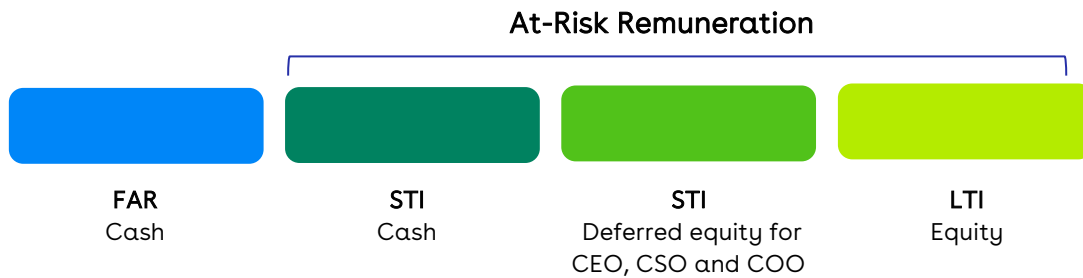 At-Risk Remuneration
FAR
Cash
STI
Cash
STI
Deferred equity for
CEO, CSO and COO
LTI
Equity